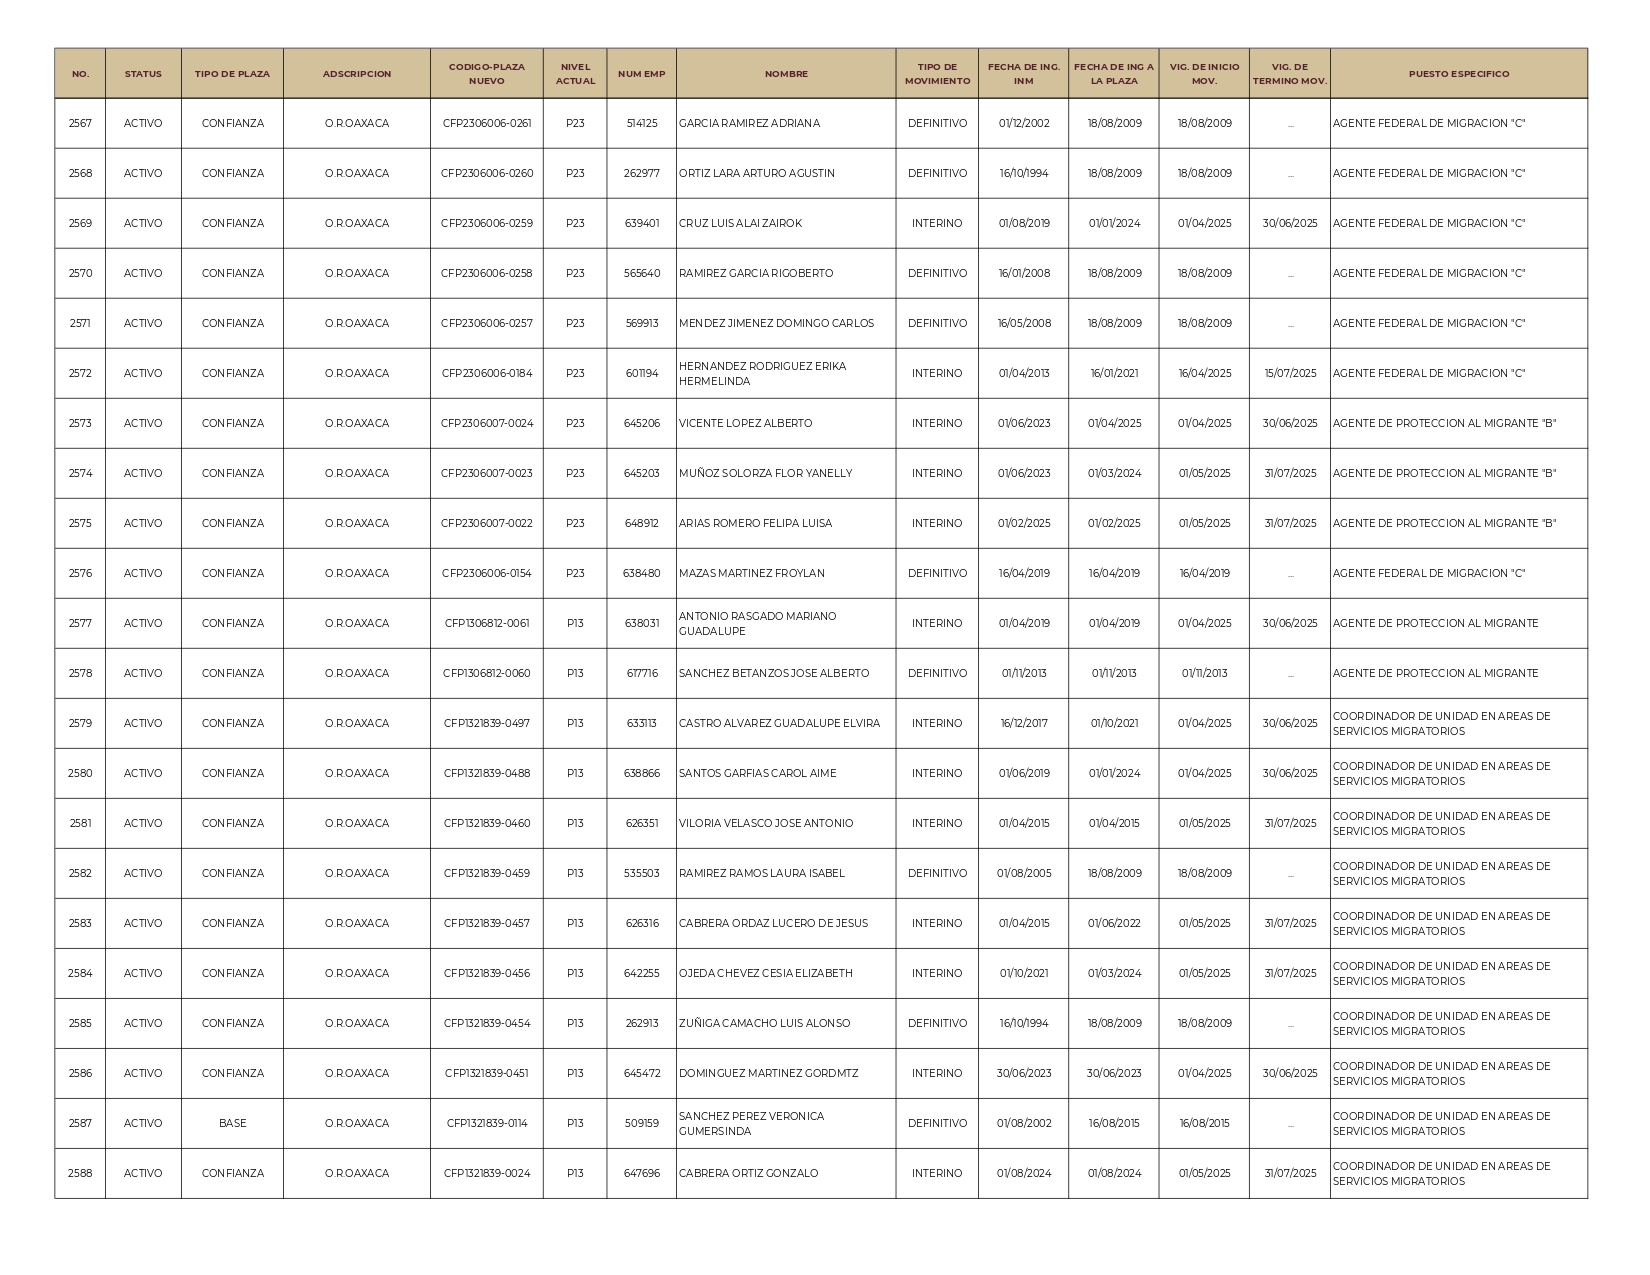 NO. STATUS TIPO DE PLAZA ADSCRIPCION CODIGO-PLAZA NUEVO NIVEL ACTUAL NUM EMP NOMBRE TIPO DE MOVIMIENTO FECHA DE ING. INM FECHA DE ING A LA PLAZA VIG. DE INICIO MOV. VIG. DE TERMINO MOV. PUESTO ESPECIFICO
2567 ACTIVO CONFIANZA O.R.OAXACA CFP2306006-0261 P23 514125 GARCIA RAMIREZ ADRIANA DEFINITIVO 01/12/2002 18/08/2009 18/08/2009 ... AGENTE FEDERAL DE MIGRACION "C"
2568 ACTIVO CONFIANZA O.R.OAXACA CFP2306006-0260 P23 262977 ORTIZ LARA ARTURO AGUSTIN DEFINITIVO 16/10/1994 18/08/2009 18/08/2009 ... AGENTE FEDERAL DE MIGRACION "C"
2569 ACTIVO CONFIANZA O.R.OAXACA CFP2306006-0259 P23 639401 CRUZ LUIS ALAI ZAIROK INTERINO 01/08/2019 01/01/2024 01/04/2025 30/06/2025 AGENTE FEDERAL DE MIGRACION "C"
2570 ACTIVO CONFIANZA O.R.OAXACA CFP2306006-0258 P23 565640 RAMIREZ GARCIA RIGOBERTO DEFINITIVO 16/01/2008 18/08/2009 18/08/2009 ... AGENTE FEDERAL DE MIGRACION "C"
2571 ACTIVO CONFIANZA O.R.OAXACA CFP2306006-0257 P23 569913 MENDEZ JIMENEZ DOMINGO CARLOS DEFINITIVO 16/05/2008 18/08/2009 18/08/2009 ... AGENTE FEDERAL DE MIGRACION "C"
2572 ACTIVO CONFIANZA O.R.OAXACA CFP2306006-0184 P23 601194 HERNANDEZ RODRIGUEZ ERIKA HERMELINDA INTERINO 01/04/2013 16/01/2021 16/04/2025 15/07/2025 AGENTE FEDERAL DE MIGRACION "C"
2573 ACTIVO CONFIANZA O.R.OAXACA CFP2306007-0024 P23 645206 VICENTE LOPEZ ALBERTO INTERINO 01/06/2023 01/04/2025 01/04/2025 30/06/2025 AGENTE DE PROTECCION AL MIGRANTE "B"
2574 ACTIVO CONFIANZA O.R.OAXACA CFP2306007-0023 P23 645203 MUÑOZ SOLORZA FLOR YANELLY INTERINO 01/06/2023 01/03/2024 01/05/2025 31/07/2025 AGENTE DE PROTECCION AL MIGRANTE "B"
2575 ACTIVO CONFIANZA O.R.OAXACA CFP2306007-0022 P23 648912 ARIAS ROMERO FELIPA LUISA INTERINO 01/02/2025 01/02/2025 01/05/2025 31/07/2025 AGENTE DE PROTECCION AL MIGRANTE "B"
2576 ACTIVO CONFIANZA O.R.OAXACA CFP2306006-0154 P23 638480 MAZAS MARTINEZ FROYLAN DEFINITIVO 16/04/2019 16/04/2019 16/04/2019 ... AGENTE FEDERAL DE MIGRACION "C"
2577 ACTIVO CONFIANZA O.R.OAXACA CFP1306812-0061 P13 638031 ANTONIO RASGADO MARIANO GUADALUPE INTERINO 01/04/2019 01/04/2019 01/04/2025 30/06/2025 AGENTE DE PROTECCION AL MIGRANTE
2578 ACTIVO CONFIANZA O.R.OAXACA CFP1306812-0060 P13 617716 SANCHEZ BETANZOS JOSE ALBERTO DEFINITIVO 01/11/2013 01/11/2013 01/11/2013 ... AGENTE DE PROTECCION AL MIGRANTE
2579 ACTIVO CONFIANZA O.R.OAXACA CFP1321839-0497 P13 633113 CASTRO ALVAREZ GUADALUPE ELVIRA INTERINO 16/12/2017 01/10/2021 01/04/2025 30/06/2025 COORDINADOR DE UNIDAD EN AREAS DE SERVICIOS MIGRATORIOS
2580 ACTIVO CONFIANZA O.R.OAXACA CFP1321839-0488 P13 638866 SANTOS GARFIAS CAROL AIME INTERINO 01/06/2019 01/01/2024 01/04/2025 30/06/2025 COORDINADOR DE UNIDAD EN AREAS DE SERVICIOS MIGRATORIOS
2581 ACTIVO CONFIANZA O.R.OAXACA CFP1321839-0460 P13 626351 VILORIA VELASCO JOSE ANTONIO INTERINO 01/04/2015 01/04/2015 01/05/2025 31/07/2025 COORDINADOR DE UNIDAD EN AREAS DE SERVICIOS MIGRATORIOS
2582 ACTIVO CONFIANZA O.R.OAXACA CFP1321839-0459 P13 535503 RAMIREZ RAMOS LAURA ISABEL DEFINITIVO 01/08/2005 18/08/2009 18/08/2009 ... COORDINADOR DE UNIDAD EN AREAS DE SERVICIOS MIGRATORIOS
2583 ACTIVO CONFIANZA O.R.OAXACA CFP1321839-0457 P13 626316 CABRERA ORDAZ LUCERO DE JESUS INTERINO 01/04/2015 01/06/2022 01/05/2025 31/07/2025 COORDINADOR DE UNIDAD EN AREAS DE SERVICIOS MIGRATORIOS
2584 ACTIVO CONFIANZA O.R.OAXACA CFP1321839-0456 P13 642255 OJEDA CHEVEZ CESIA ELIZABETH INTERINO 01/10/2021 01/03/2024 01/05/2025 31/07/2025 COORDINADOR DE UNIDAD EN AREAS DE SERVICIOS MIGRATORIOS
2585 ACTIVO CONFIANZA O.R.OAXACA CFP1321839-0454 P13 262913 ZUÑIGA CAMACHO LUIS ALONSO DEFINITIVO 16/10/1994 18/08/2009 18/08/2009 ... COORDINADOR DE UNIDAD EN AREAS DE SERVICIOS MIGRATORIOS
2586 ACTIVO CONFIANZA O.R.OAXACA CFP1321839-0451 P13 645472 DOMINGUEZ MARTINEZ GORDMTZ INTERINO 30/06/2023 30/06/2023 01/04/2025 30/06/2025 COORDINADOR DE UNIDAD EN AREAS DE SERVICIOS MIGRATORIOS
2587 ACTIVO BASE O.R.OAXACA CFP1321839-0114 P13 509159 SANCHEZ PEREZ VERONICA GUMERSINDA DEFINITIVO 01/08/2002 16/08/2015 16/08/2015 ... COORDINADOR DE UNIDAD EN AREAS DE SERVICIOS MIGRATORIOS
2588 ACTIVO CONFIANZA O.R.OAXACA CFP1321839-0024 P13 647696 CABRERA ORTIZ GONZALO INTERINO 01/08/2024 01/08/2024 01/05/2025 31/07/2025 COORDINADOR DE UNIDAD EN AREAS DE SERVICIOS MIGRATORIOS